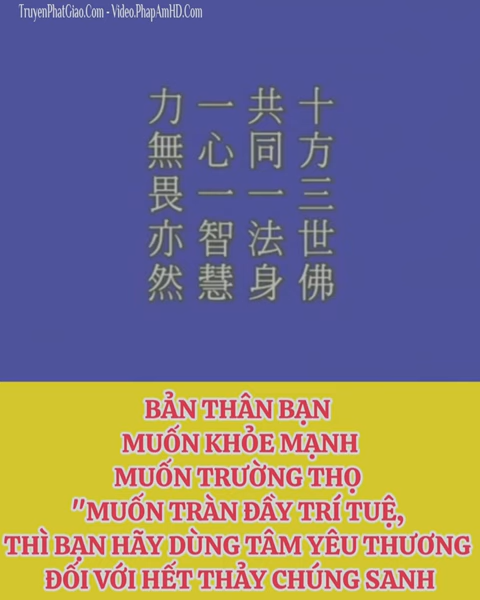 TruyenPhatGiao.Com - Video.PhapAmHD.Com
十方三世佛
共同一法身
一心一智慧
力無畏亦然
BẢN THÂN BẠN
MUỐN KHỎE MẠNH
MUỐN TRƯỜNG THỌ
"MUỐN TRÀN ĐẦY TRÍ TUỆ,
THÌ BẠN HÃY DÙNG TÂM YÊU THƯƠNG
ĐỐI VỚI HẾT THẢY CHÚNG SANH